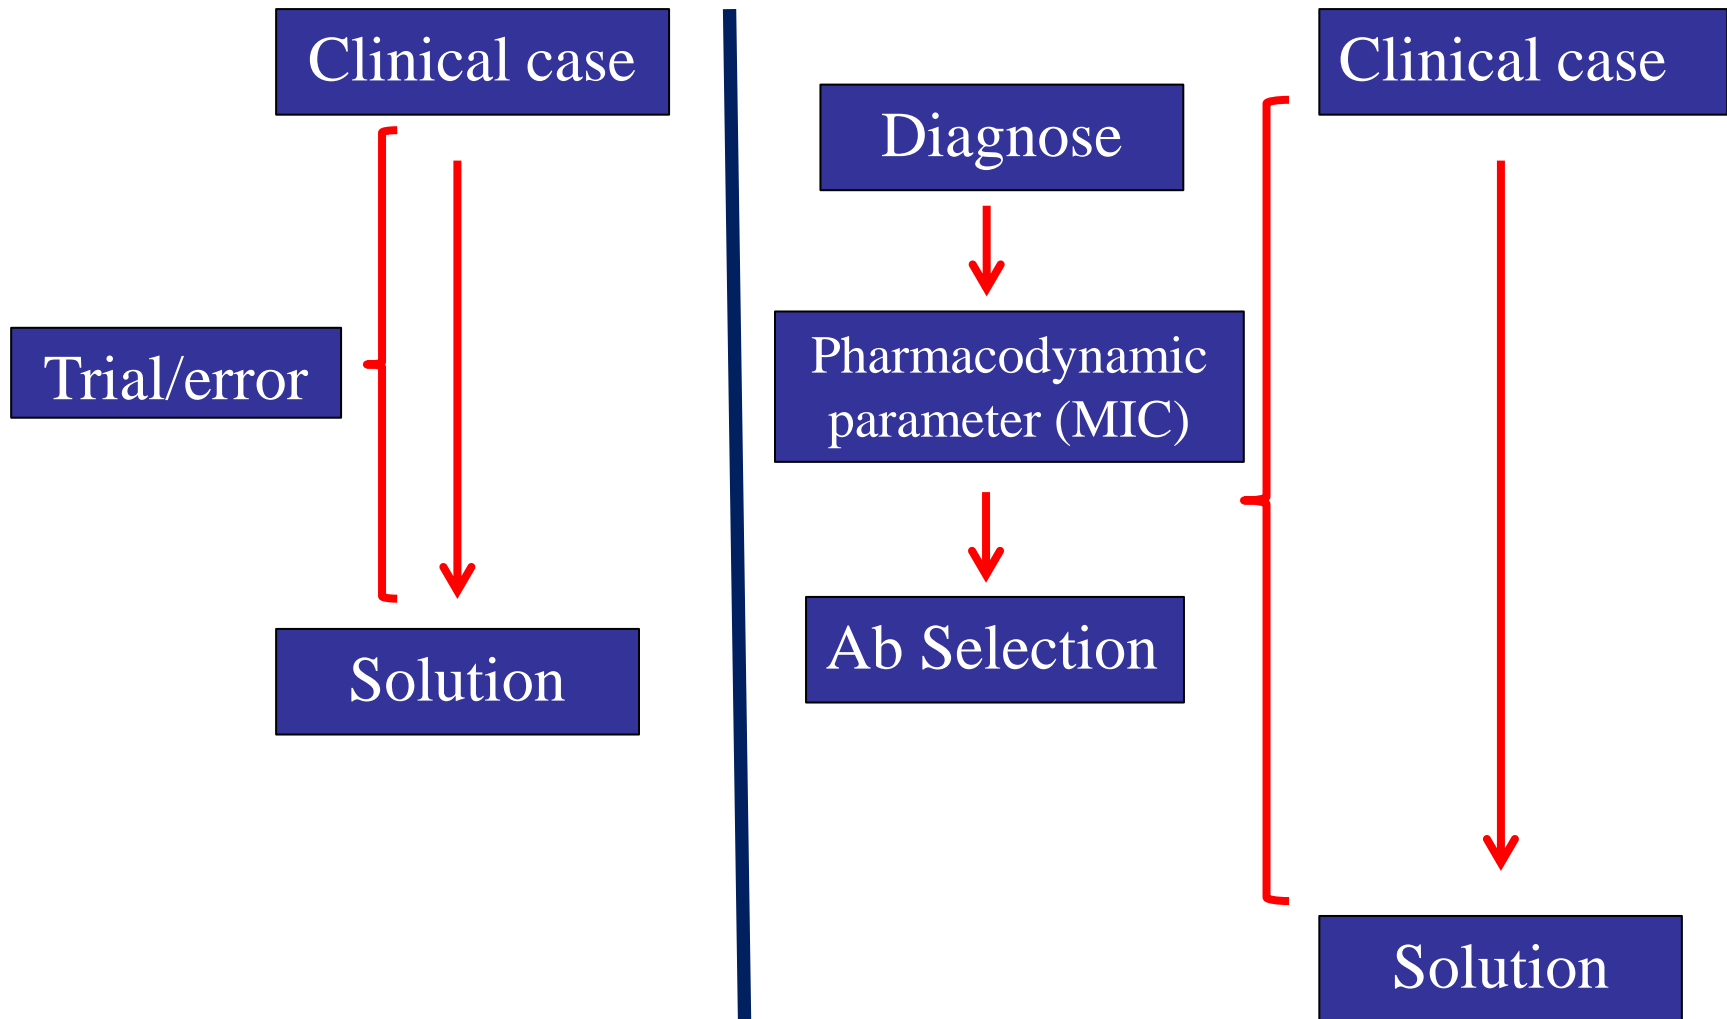 Clinical case
Trial/error
Solution
Diagnose
Pharmacodynamic
parameter (MIC)
Ab Selection
Clinical case
Solution